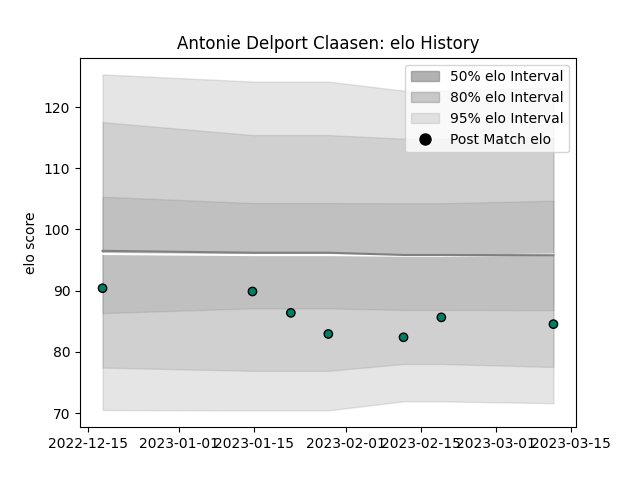 Antonie Delport Claasen: elo History
50% elo Interval
80% elo Interval
95% elo Interval
Post Match elo
elo score
120
110
100
90
80
70
2022-12-15 2023-01-01 2023-01-15 2023-02-01 2023-02-15 2023-03-01 2023-03-15